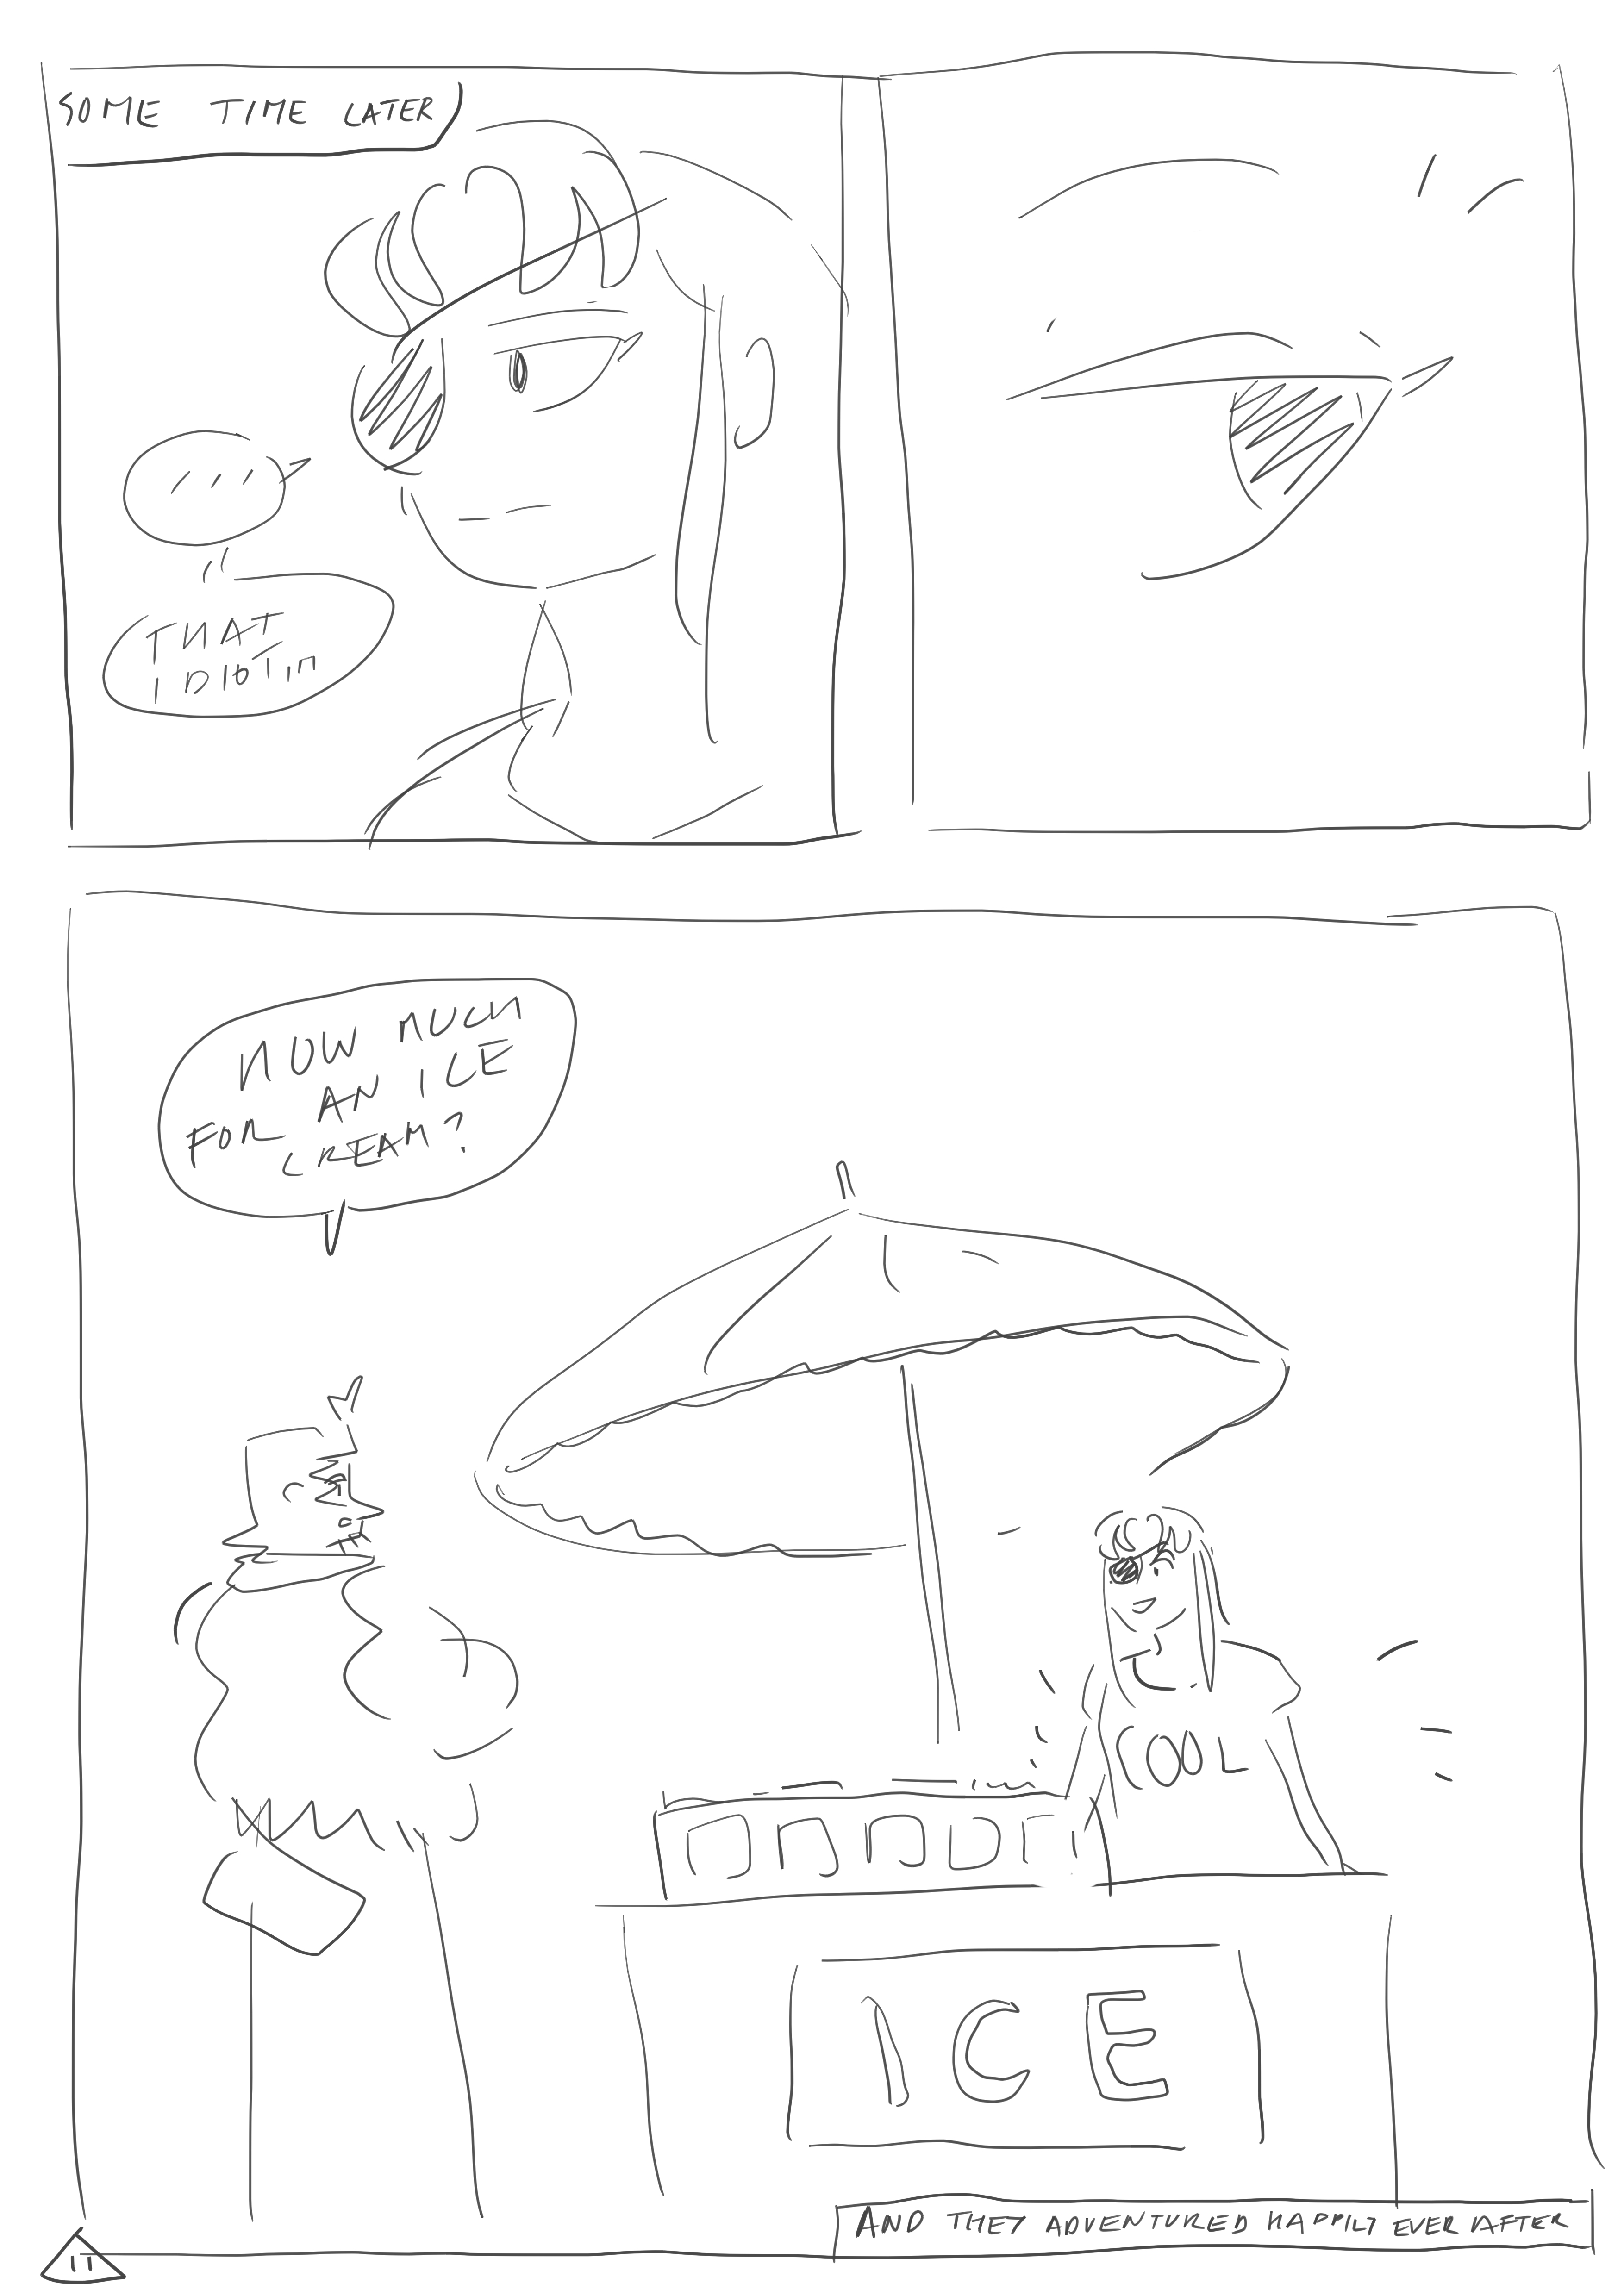 SOME TIME LATER
...
THAT
IDIOT!!!
HOW MUCH
FOR AN ICE
CREAM?
COOL
ICE
AND THEY ADVENTURED HAPPILY EVER AFTER
11